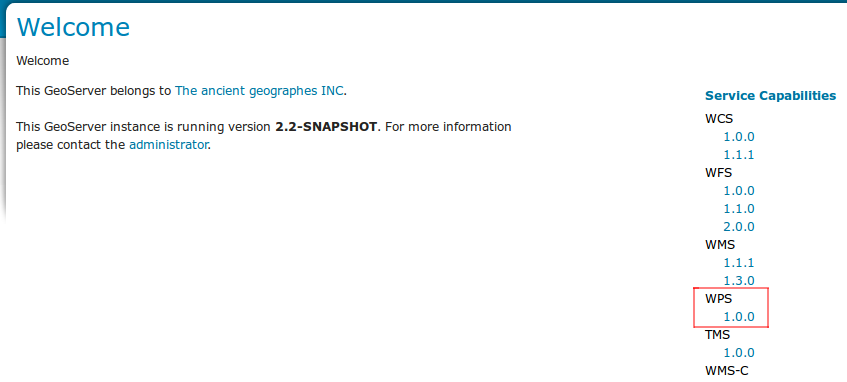 Welcome
Welcome
This GeoServer belongs to The ancient geographes INC.
This GeoServer instance is running version 2.2-SNAPSHOT. For more information
please contact the administrator.
Service Capabilities
WCS
1.0.0
1.1.1
WFS
1.0.0
1.1.0
2.0.0
WMS
1.1.1
1.3.0
WPS
1.0.0
TMS
1.0.0
WMS-C